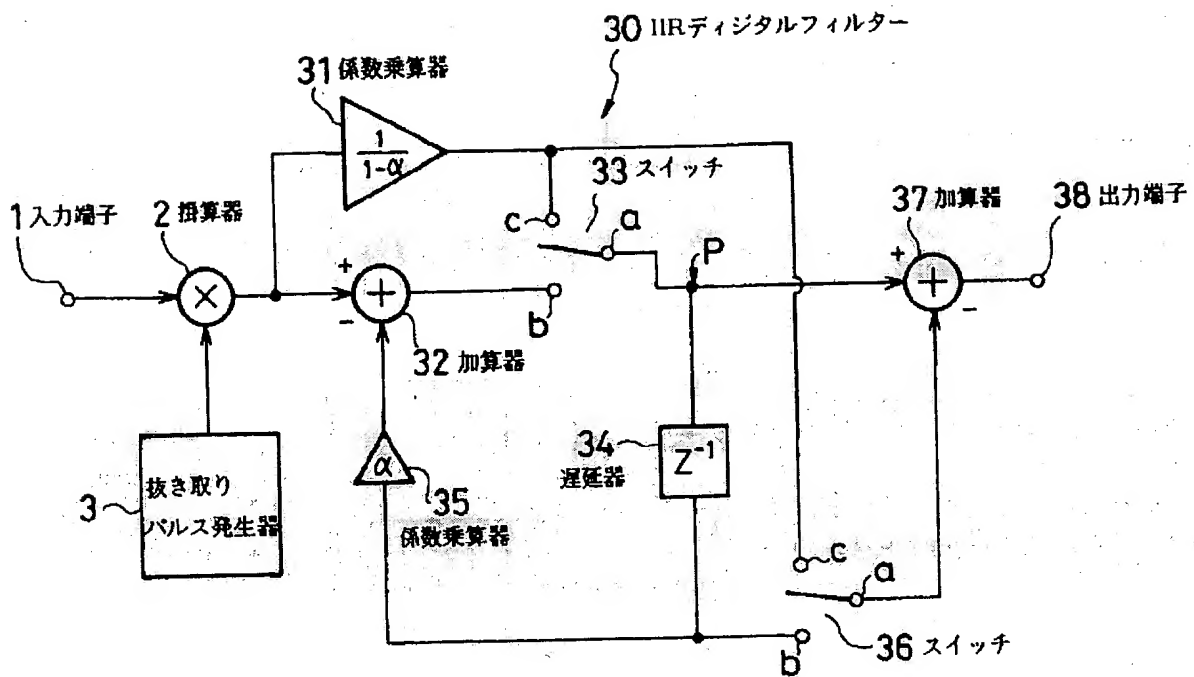 30 IIRディジタルフィルター
31 係数乗算器
1
1-α
33 スイッチ
1 入力端子
2 掛算器
37 加算器
38 出力端子
c
a
P
+
+
×
+
+
-
-
b
32 加算器
3
抜き取り
パルス発生器
α
35
係数乗算器
34
遅延器
Z⁻¹
c
a
b
36 スイッチ